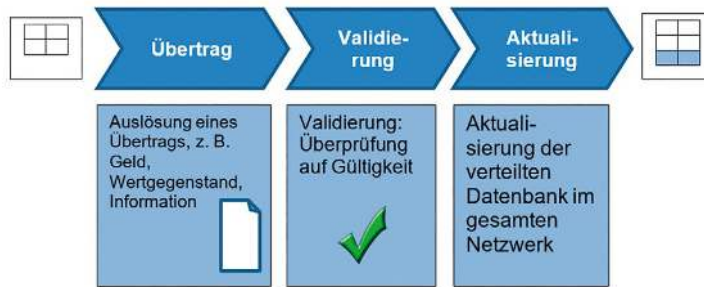 Übertrag
Validie-
rung
Aktuali-
sierung
Auslösung eines
Übertrags, z. B.
Geld,
Wertgegenstand,
Information
Validierung:
Überprüfung
auf Gültigkeit
Aktuali-
sierung der
verteilten
Datenbank im
gesamten
Netzwerk